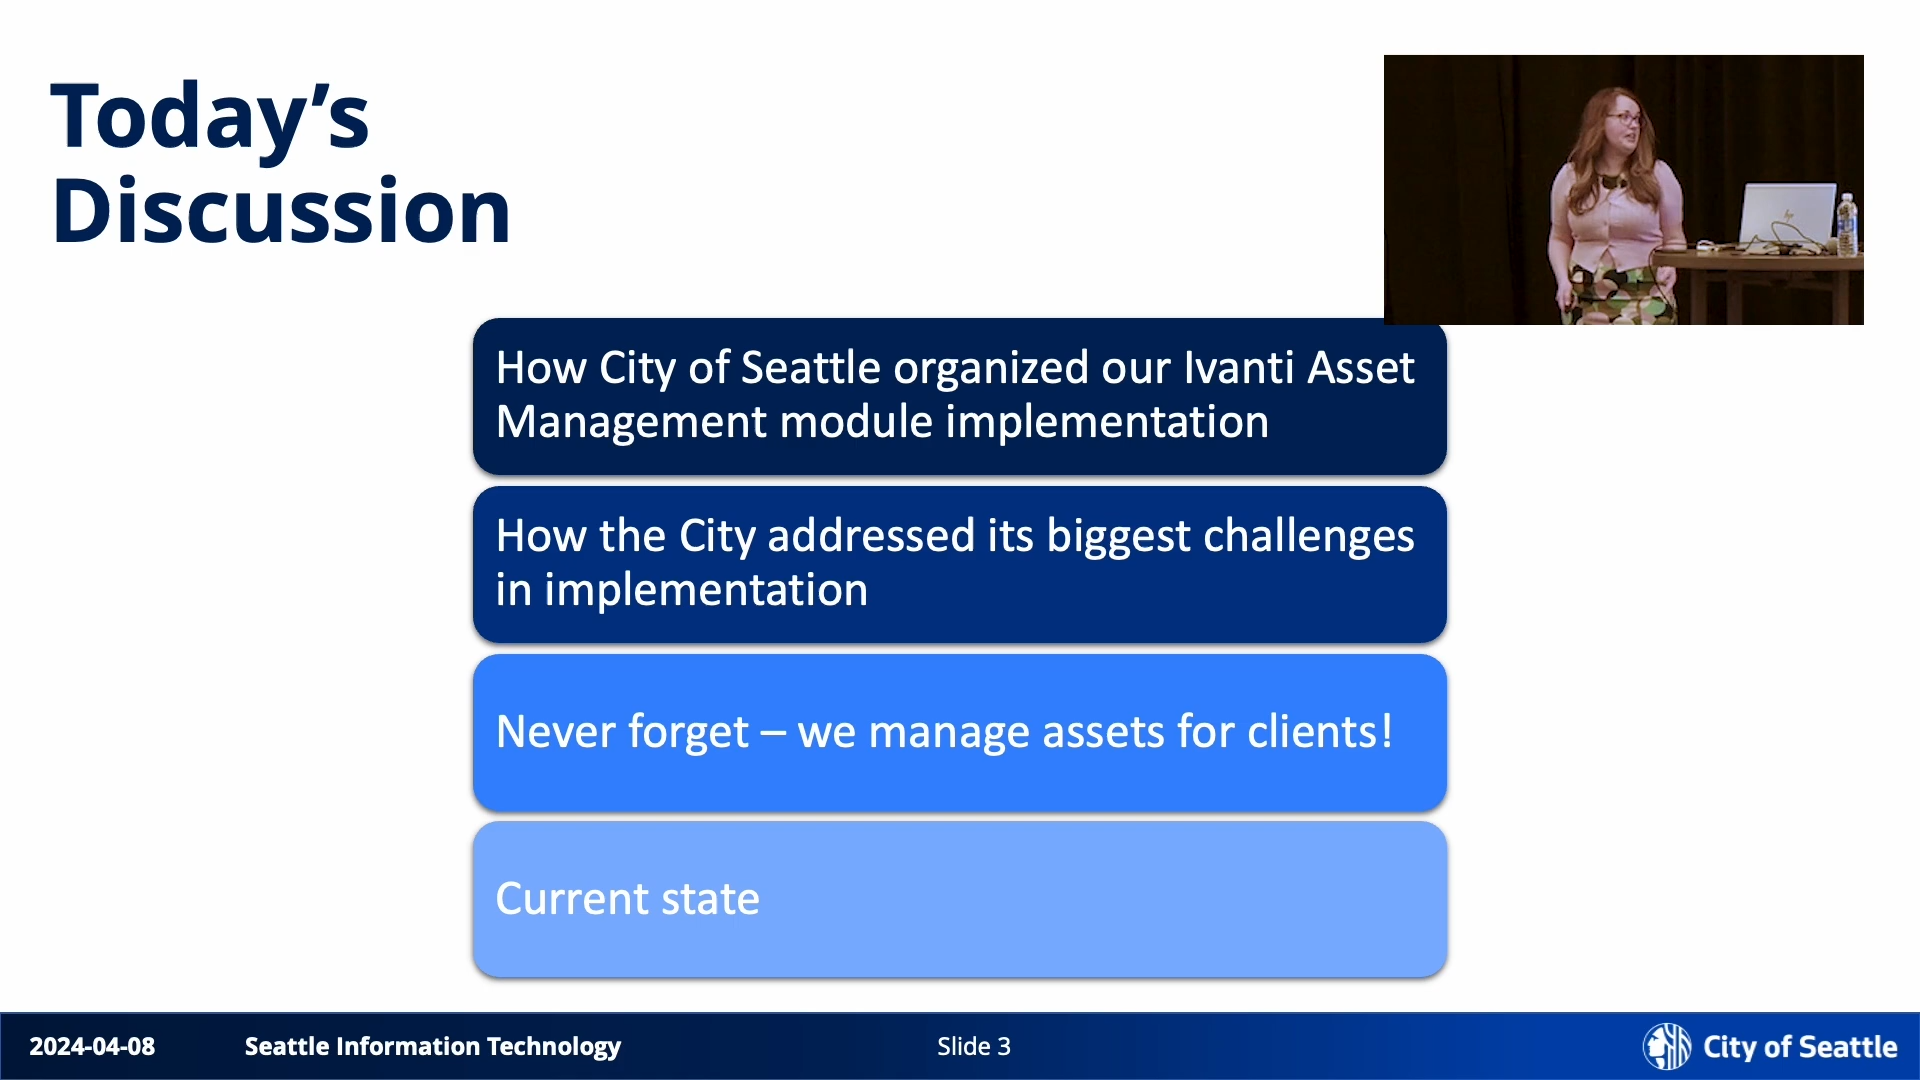 Today’s
Discussion
How City of Seattle organized our Ivanti Asset
Management module implementation
How the City addressed its biggest challenges
in implementation
Never forget – we manage assets for clients!
Current state
2024-04-08
Seattle Information Technology
Slide 3
City of Seattle
hp